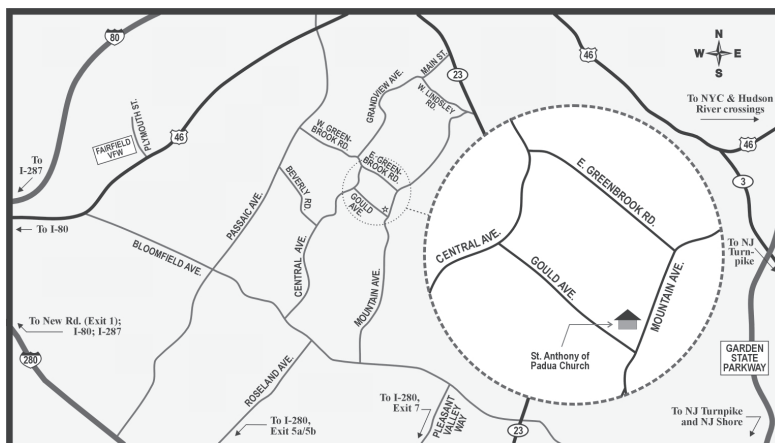 80
N
W E
S
23
46
MAIN ST.
GRANDVIEW AVE.
W. LINDSLEY
RD.
To NYC & Hudson
River crossings
PLYMOUTH ST.
46
W. GREEN-
BROOK RD.
FAIRFIELD
VFW
To
I-287
E. GREEN-
BROOK RD.
46
3
BEVERLY RD.
GOULD
AVE.
E. GREENBROOK RD.
PASSAIC AVE.
To I-80
CENTRAL AVE.
To NJ
Turn-
pike
BLOOMFIELD AVE.
CENTRAL AVE.
GOULD AVE.
MOUNTAIN AVE.
MOUNTAIN AVE.
To New Rd. (Exit 1);
I-80; I-287
280
St. Anthony of
Padua Church
GARDEN
STATE
PARKWAY
ROSELAND AVE.
To I-280,
Exit 5a/5b
To I-280,
Exit 7
PLEASANT
VALLEY
WAY
23
To NJ Turnpike
and NJ Shore